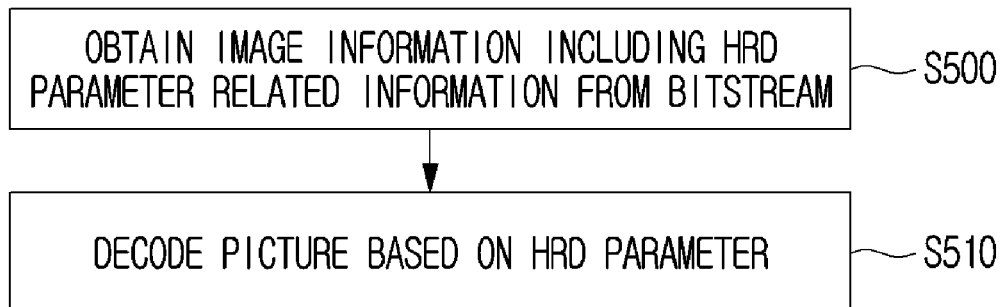 OBTAIN IMAGE INFORMATION INCLUDING HRD
PARAMETER RELATED INFORMATION FROM BITSTREAM
S500
DECODE PICTURE BASED ON HRD PARAMETER
S510